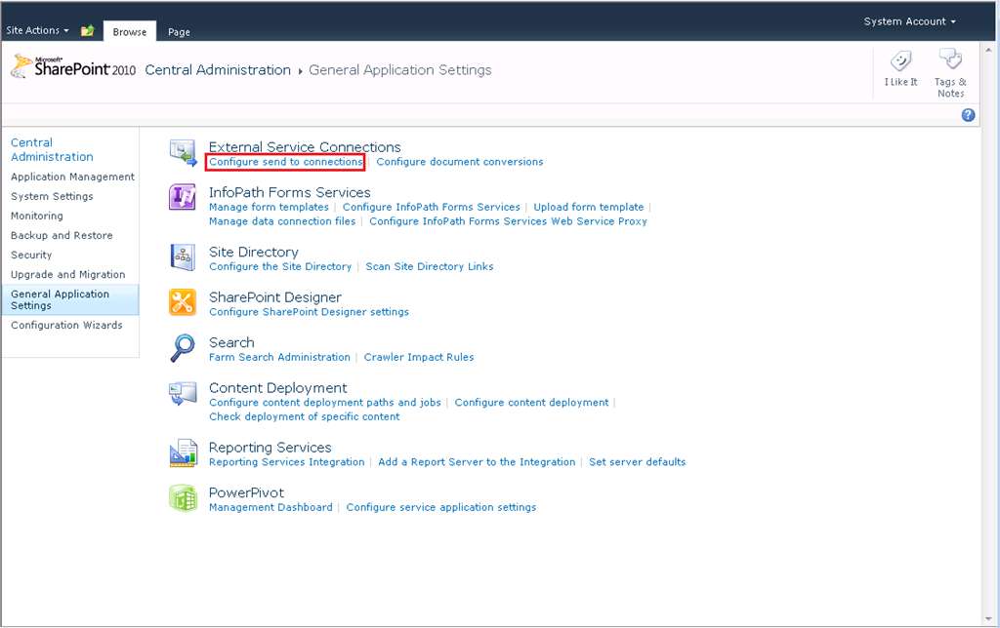 Site Actions
Browse
Page
System Account
Microsoft
SharePoint 2010
Central Administration
General Application Settings
I Like It
Tags &
Notes
Central
Administration
Application Management
System Settings
Monitoring
Backup and Restore
Security
Upgrade and Migration
General Application
Settings
Configuration Wizards
External Service Connections
Configure send to connections | Configure document conversions
InfoPath Forms Services
Manage form templates | Configure InfoPath Forms Services | Upload form template |
Manage data connection files | Configure InfoPath Forms Services Web Service Proxy
Site Directory
Configure the Site Directory | Scan Site Directory Links
SharePoint Designer
Configure SharePoint Designer settings
Search
Farm Search Administration | Crawler Impact Rules
Content Deployment
Configure content deployment paths and jobs | Configure content deployment |
Check deployment of specific content
Reporting Services
Reporting Services Integration | Add a Report Server to the Integration | Set server defaults
PowerPivot
Management Dashboard | Configure service application settings